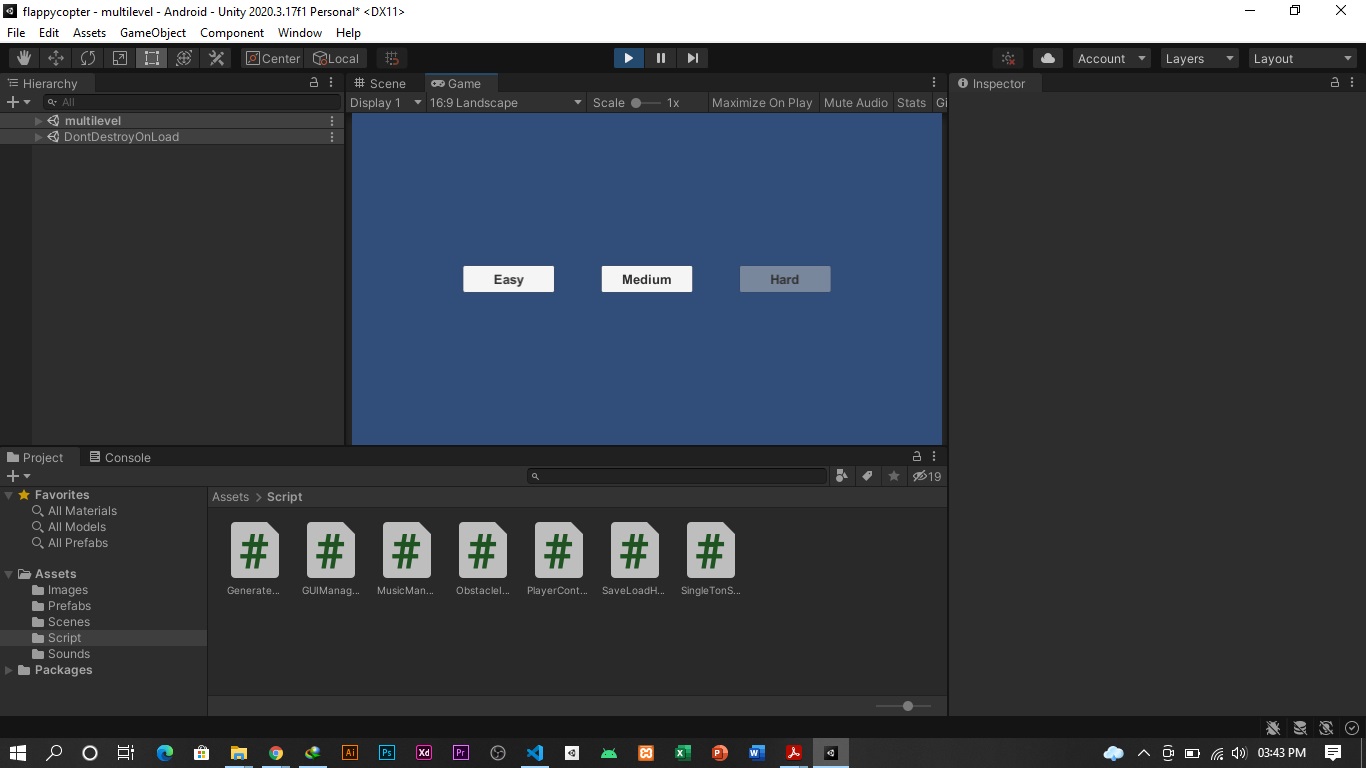 flappycopter - multilevel - Android - Unity 2020.3.17f1 Personal* <DX11>
File Edit Assets GameObject Component Window Help
Center Local Account Layers Layout
Hierarchy Scene Game Inspector
All Display 1 16:9 Landscape Scale 1x Maximize On Play Mute Audio Stats Gi
multilevel
DontDestroyOnLoad
Easy Medium Hard
Project Console
19
Favorites Assets > Script
All Materials
All Models
All Prefabs
Assets
Images Generate... GUIManag... MusicMan... ObstacleI... PlayerCont... SaveLoadH... SingleTonS...
Prefabs
Scenes
Script
Sounds
Packages
Ai Ps Xd Pr X P W 03:43 PM